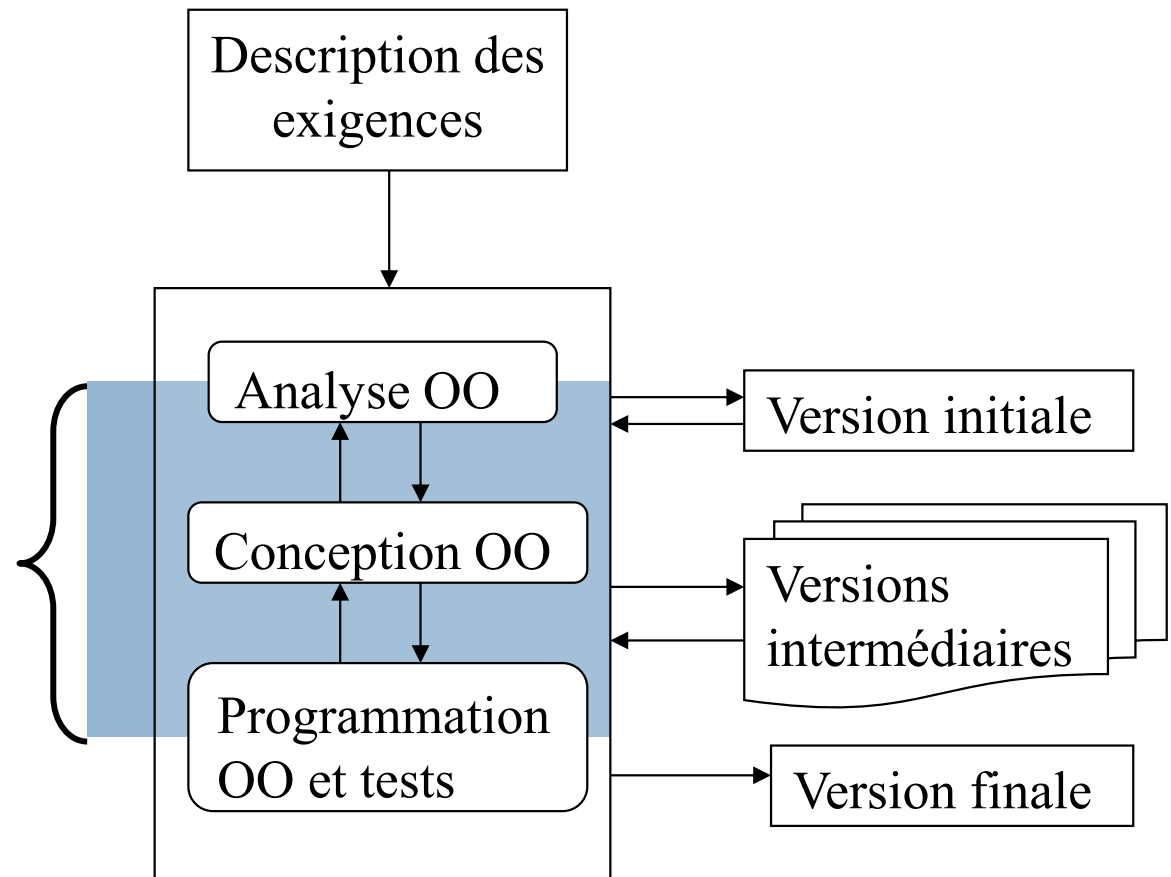 Description des
exigences
Analyse OO
Version initiale
Conception OO
Versions
intermédiaires
Programmation
OO et tests
Version finale